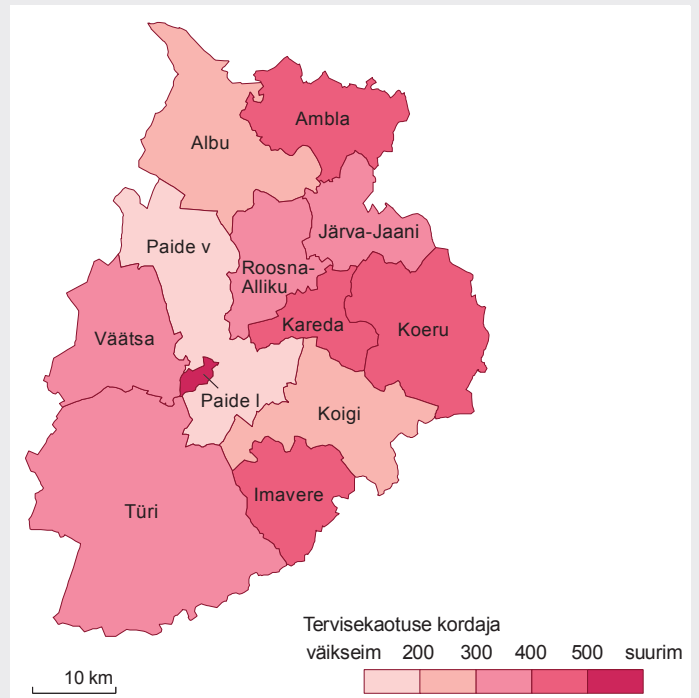 Ambla
Albu
Järva-Jaani
Paide v
Roosna-
Alliku
Kareda
Koeru
Väätsa
Paide l
Koigi
Imavere
Türi
Tervisekaotuse kordaja
väikseim 200 300 400 500 suurim
10 km